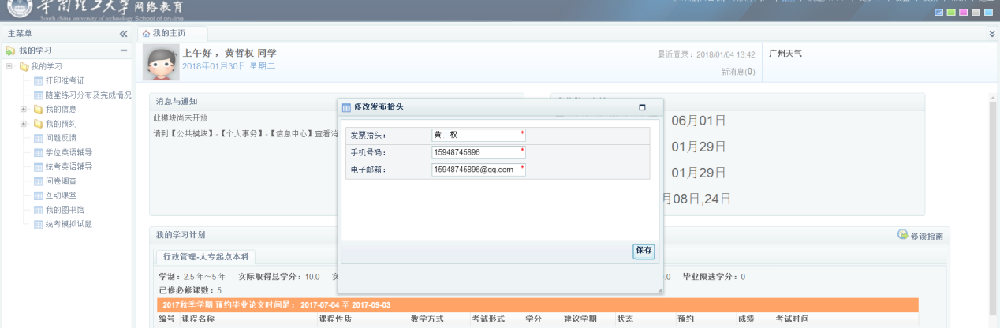 华南理工大学 网络教育
South china university of technology School of on-line
主菜单
我的主页
我的学习
上午好，黄哲权 同学
最近登录：2018/01/04 13:42
广州天气
我的学习
2018年01月30日 星期二
新消息(0)
打印准考证
随堂练习分布及完成情况
消息与通知
修改发布抬头
我的信息
此模块尚未开放
06月01日
我的预约
请到【公共模块】-【个人事务】-【信息中心】查看消
发票抬头：
黄 权
*
问题反馈
手机号码：
15948745896
*
01月29日
学位英语辅导
统考英语辅导
电子邮箱：
15948745896@qq.com
*
01月29日
问卷调查
互动课堂
月08日,24日
我的图书馆
统考模拟试题
我的学习计划
修读指南
保存
行政管理-大专起点本科
学制：2.5 年～5 年 实际取得总学分：10.0
.0 毕业限选学分：0
已修必修课数：5
2017秋季学期 预约毕业论文时间是： 2017-07-04 至 2017-09-03
编号 课程名称 课程性质 教学方式 考试形式 学分 建议学期 状态 预约 成绩 考试时间